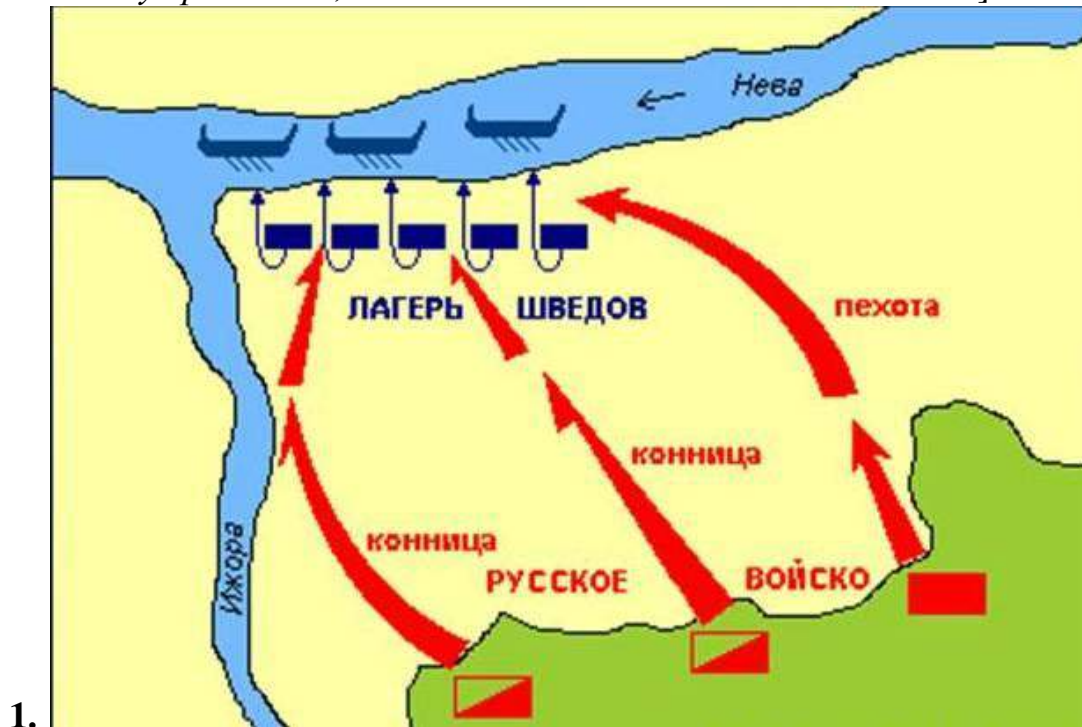 Нева
ЛАГЕРЬ ШВЕДОВ
пехота
конница
конница
РУССКОЕ ВОЙСКО
Ижора
1.